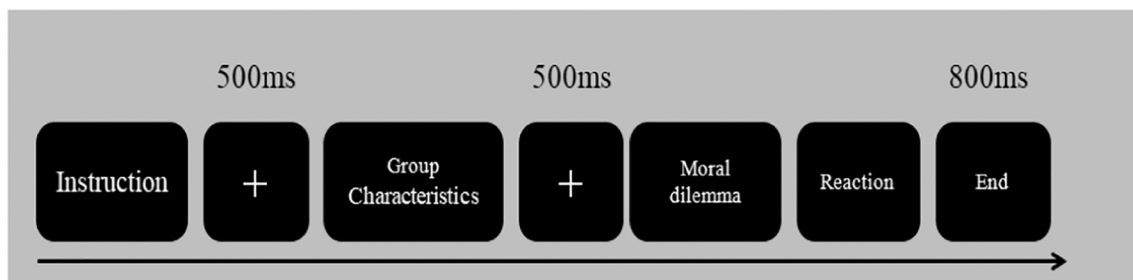 500ms
500ms
800ms
Instruction
+
Group
Characteristics
+
Moral
dilemma
Reaction
End